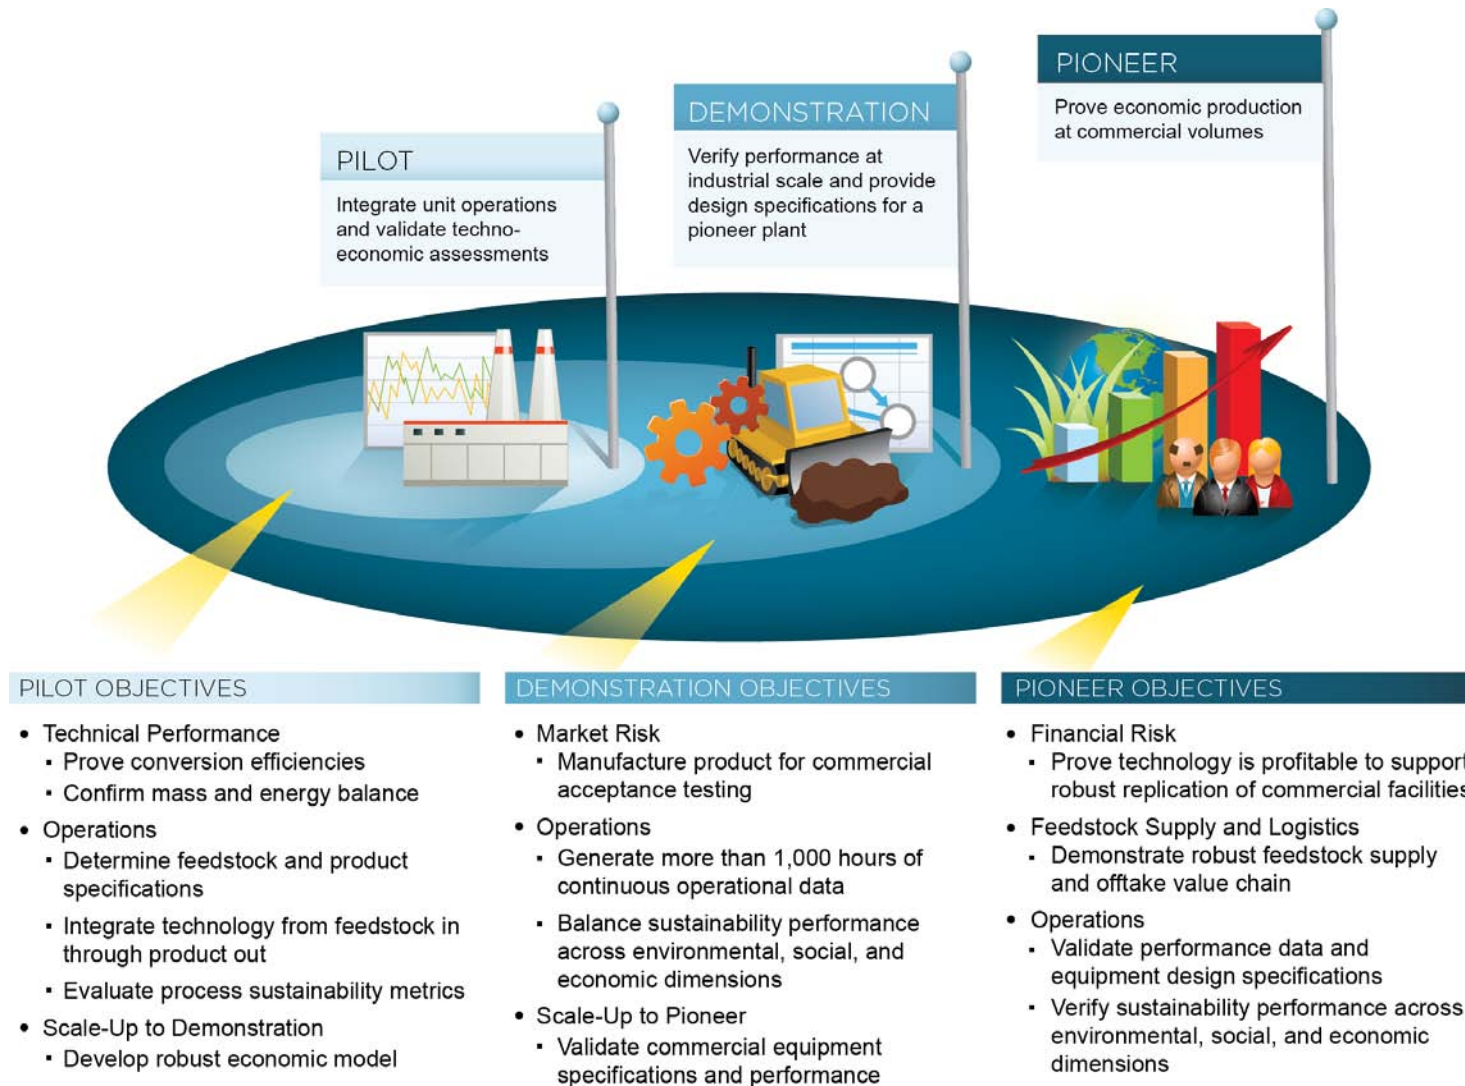 PIONEER
Prove economic production
at commercial volumes
DEMONSTRATION
Verify performance at
industrial scale and provide
design specifications for a
pioneer plant
PILOT
Integrate unit operations
and validate techno-
economic assessments
PILOT OBJECTIVES
• Technical Performance
▪ Prove conversion efficiencies
▪ Confirm mass and energy balance
• Operations
▪ Determine feedstock and product
specifications
▪ Integrate technology from feedstock in
through product out
▪ Evaluate process sustainability metrics
• Scale-Up to Demonstration
▪ Develop robust economic model
DEMONSTRATION OBJECTIVES
• Market Risk
▪ Manufacture product for commercial
acceptance testing
• Operations
▪ Generate more than 1,000 hours of
continuous operational data
▪ Balance sustainability performance
across environmental, social, and
economic dimensions
• Scale-Up to Pioneer
▪ Validate commercial equipment
specifications and performance
PIONEER OBJECTIVES
• Financial Risk
▪ Prove technology is profitable to support
robust replication of commercial facilities
• Feedstock Supply and Logistics
▪ Demonstrate robust feedstock supply
and offtake value chain
• Operations
▪ Validate performance data and
equipment design specifications
▪ Verify sustainability performance across
environmental, social, and economic
dimensions